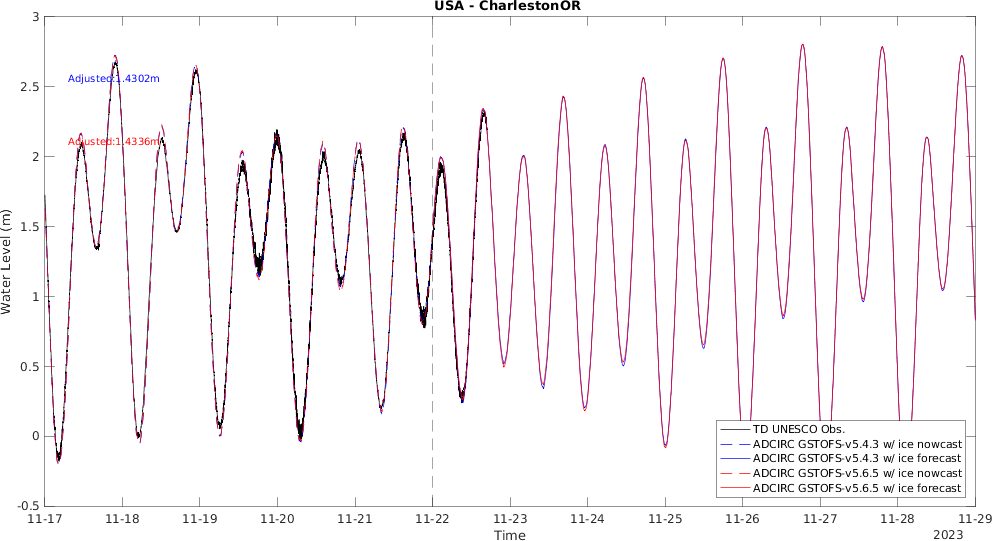 USA - CharlestonOR
3
2.5
2
1.5
1
0.5
0
-0.5
Water Level (m)
Adjusted:1.4302m
Adjusted:1.4336m
TD UNESCO Obs.
ADCIRC GSTOFS-v5.4.3 w/ ice nowcast
ADCIRC GSTOFS-v5.4.3 w/ ice forecast
ADCIRC GSTOFS-v5.6.5 w/ ice nowcast
ADCIRC GSTOFS-v5.6.5 w/ ice forecast
11-17 11-18 11-19 11-20 11-21 11-22 11-23 11-24 11-25 11-26 11-27 11-28 11-29
Time
2023